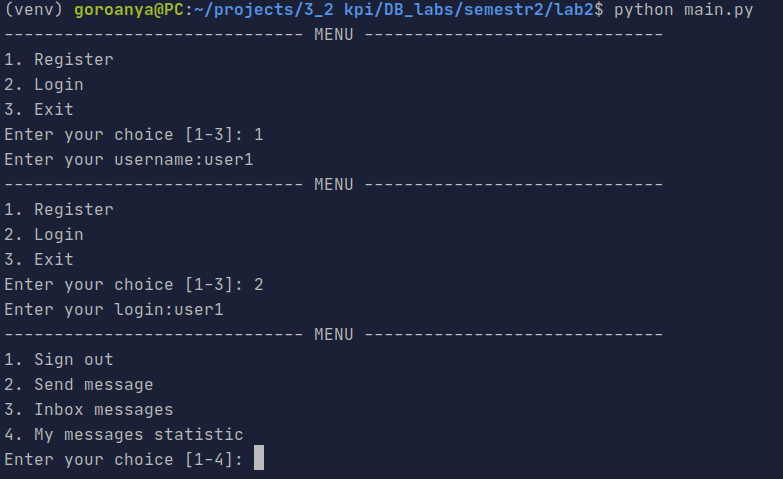 (venv) goroanya@PC:~/projects/3_2 kpi/DB_labs/semestr2/lab2$ python main.py
------------------------------ MENU ------------------------------
1. Register
2. Login
3. Exit
Enter your choice [1-3]: 1
Enter your username:user1
------------------------------ MENU ------------------------------
1. Register
2. Login
3. Exit
Enter your choice [1-3]: 2
Enter your login:user1
------------------------------ MENU ------------------------------
1. Sign out
2. Send message
3. Inbox messages
4. My messages statistic
Enter your choice [1-4]: